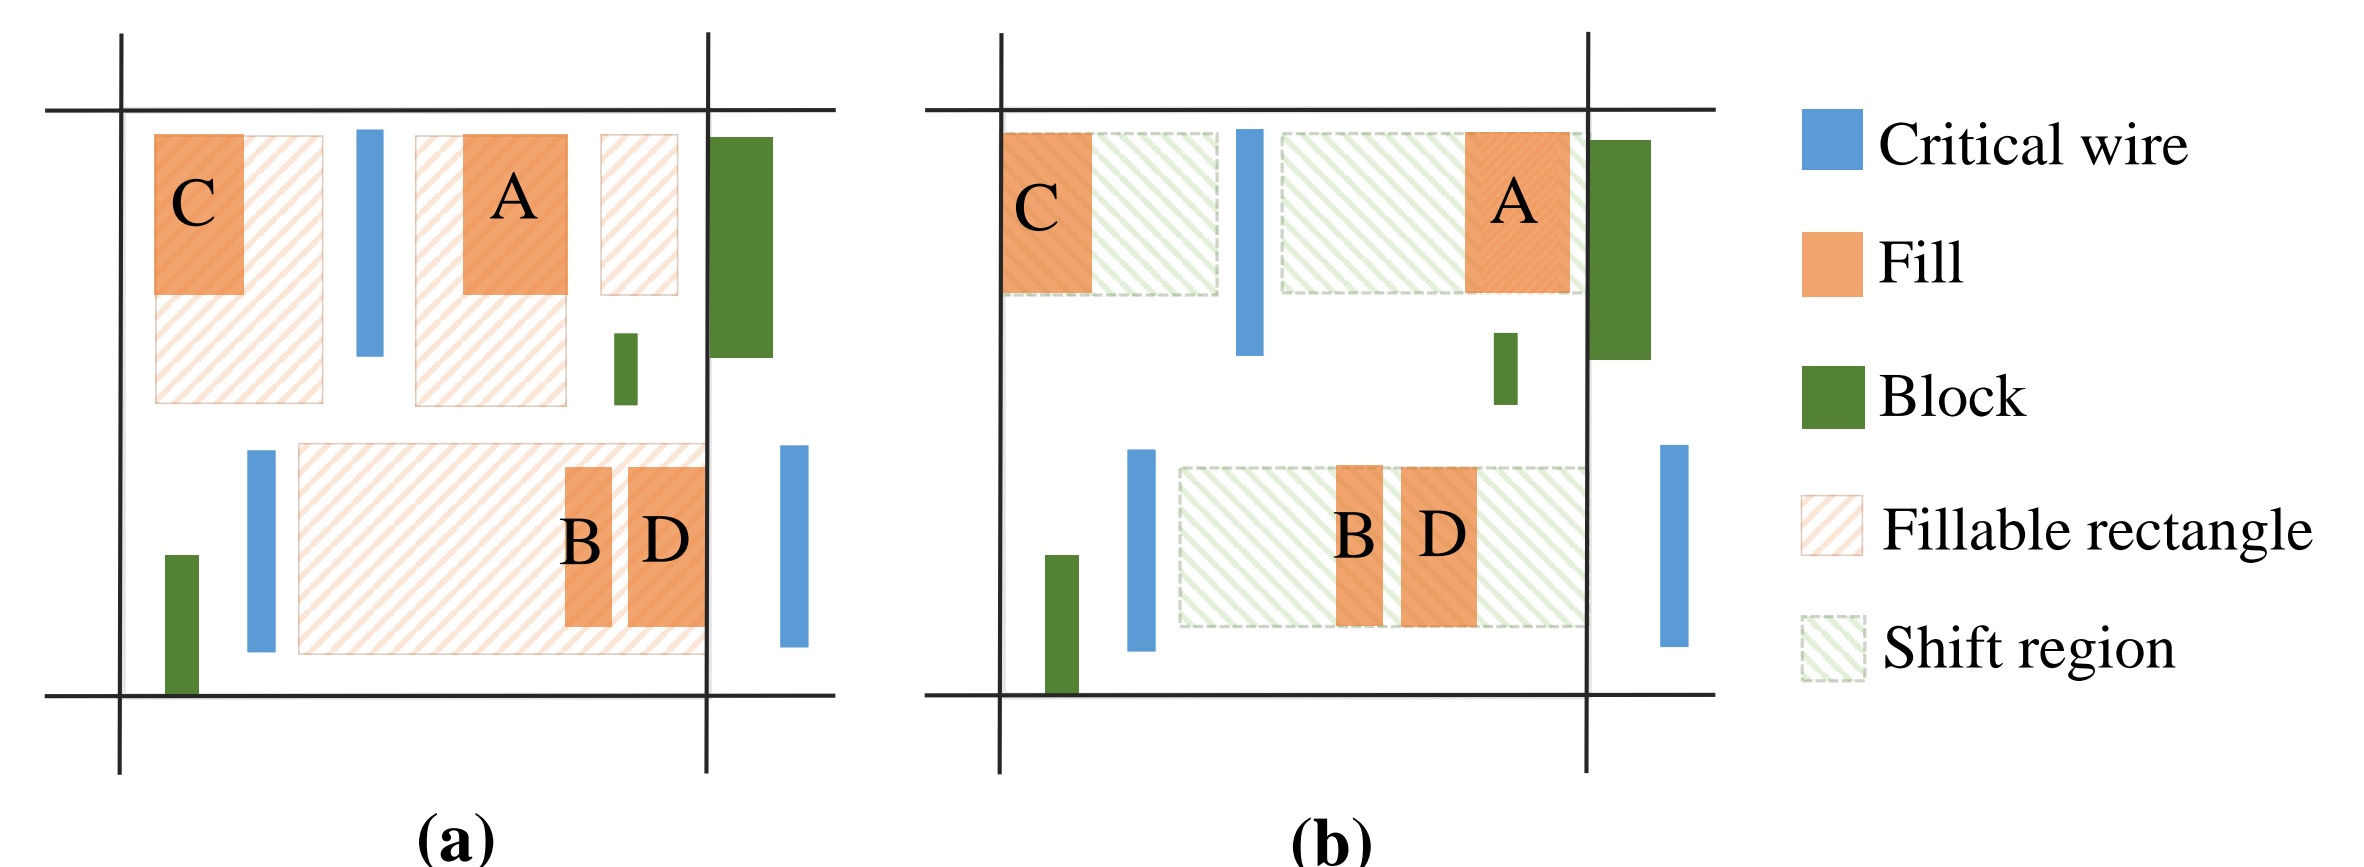 C
A
B
D
(a)
C
A
B
D
(b)
Critical wire
Fill
Block
Fillable rectangle
Shift region